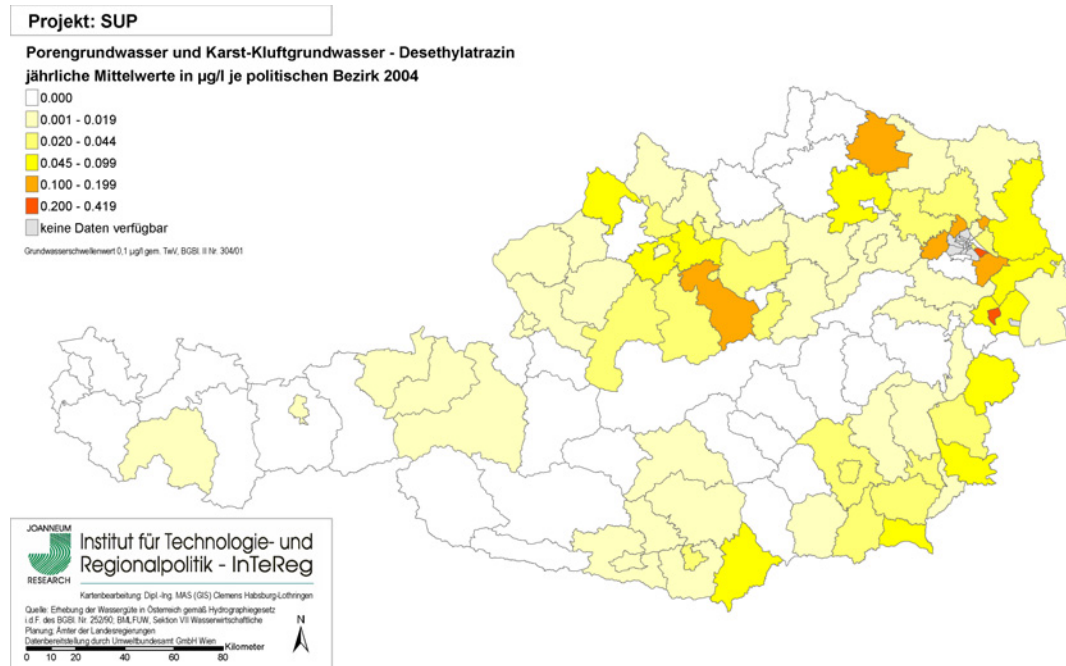 Projekt: SUP
Porengrundwasser und Karst-Kluftgrundwasser - Desethylatrazin
jährliche Mittelwerte in µg/l je politischen Bezirk 2004
0.000
0.001 - 0.019
0.020 - 0.044
0.045 - 0.099
0.100 - 0.199
0.200 - 0.419
keine Daten verfügbar
Grundwasserschwellenwert 0,1 µg/l gem. TWV, BGBl. II Nr. 304/01
JOANNEUM
RESEARCH
Institut für Technologie- und
Regionalpolitik - InTeReg
Kartenbearbeitung: Dipl.-Ing. MAS (GIS) Clemens Habsburg-Lothringen
Quelle: Erhebung der Wassergüte in Österreich gemäß Hydrographiegesetz
i.d.F. des BGBl. Nr. 252/90; BMLFUW, Sektion VII Wasserwirtschaftliche
Planung; Ämter der Landesregierungen
Datenbereitstellung durch Umweltbundesamt GmbH Wien
N
Kilometer
0 10 20 40 60 80